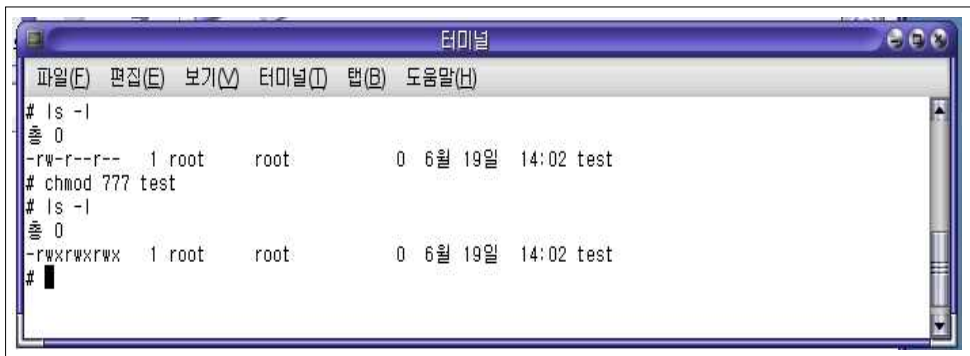 터미널
파일(F) 편집(E) 보기(V) 터미널(T) 탭(B) 도움말(H)
# ls -l
총 0
-rw-r--r-- 1 root root 0 6월 19일 14:02 test
# chmod 777 test
# ls -l
총 0
-rwxrwxrwx 1 root root 0 6월 19일 14:02 test
#